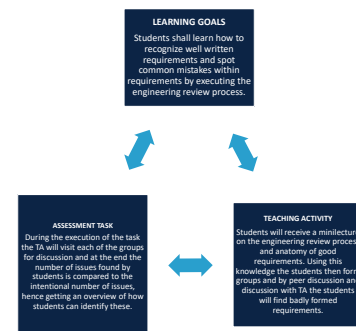 LEARNING GOALS
Students shall learn how to
recognize well written
requirements and spot
common mistakes within
requirements by executing the
engineering review process.
ASSESSMENT TASK
During the execution of the task
the TA will visit each of the groups
for discussion and at the end the
number of issues found by
students is compared to the
intentional number of issues,
hence getting an overview of how
students can identify these.
TEACHING ACTIVITY
Students will receive a minilecture
on the engineering review process
and anatomy of good
requirements. Using this
knowledge the students then form
groups and by peer discussion and
discussion with TA the students
will find badly formed
requirements.